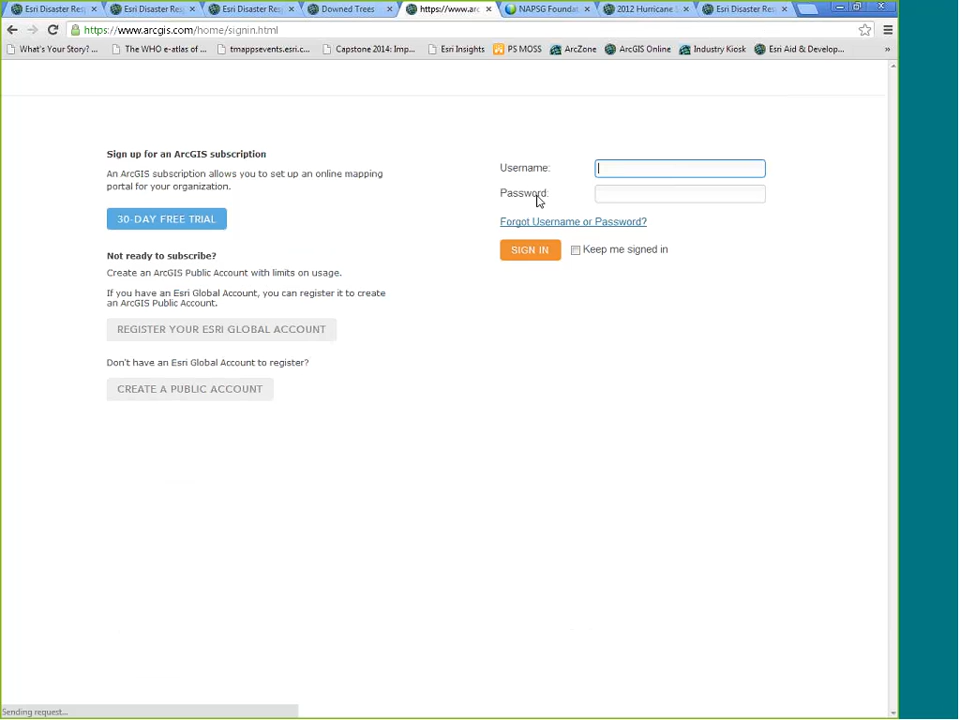 Esri Disaster Res
Esri Disaster Res
Esri Disaster Res
Downed Trees
https://www.arc
NAPSG Founda
2012 Hurricane
Esri Disaster Res
https://www.arcgis.com/home/signin.html
What's Your Story? ...
The WHO e-atlas of ...
tmappsevents.esri.c...
Capstone 2014: Imp...
Esri Insights
PS MOSS
ArcZone
ArcGIS Online
Industry Kiosk
Esri Aid & Develop...
»
Sign up for an ArcGIS subscription
An ArcGIS subscription allows you to set up an online mapping
portal for your organization.
30-DAY FREE TRIAL
Not ready to subscribe?
Create an ArcGIS Public Account with limits on usage.
If you have an Esri Global Account, you can register it to create
an ArcGIS Public Account.
REGISTER YOUR ESRI GLOBAL ACCOUNT
Don't have an Esri Global Account to register?
CREATE A PUBLIC ACCOUNT
Username:
Password:
Forgot Username or Password?
SIGN IN
Keep me signed in
Sending request...